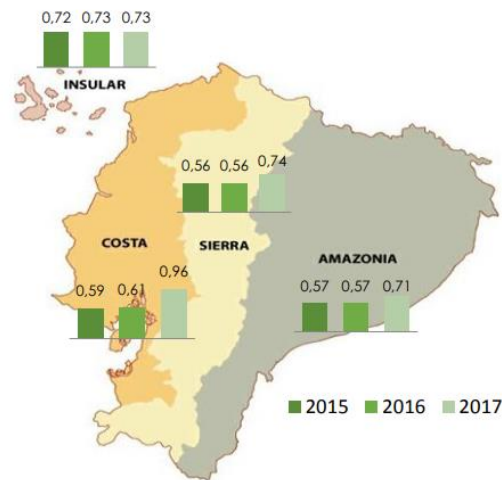 0,72 0,73 0,73
INSULAR
0,56 0,56 0,74
COSTA SIERRA AMAZONIA
0,59 0,61 0,96
0,57 0,57 0,71
2015 2016 2017